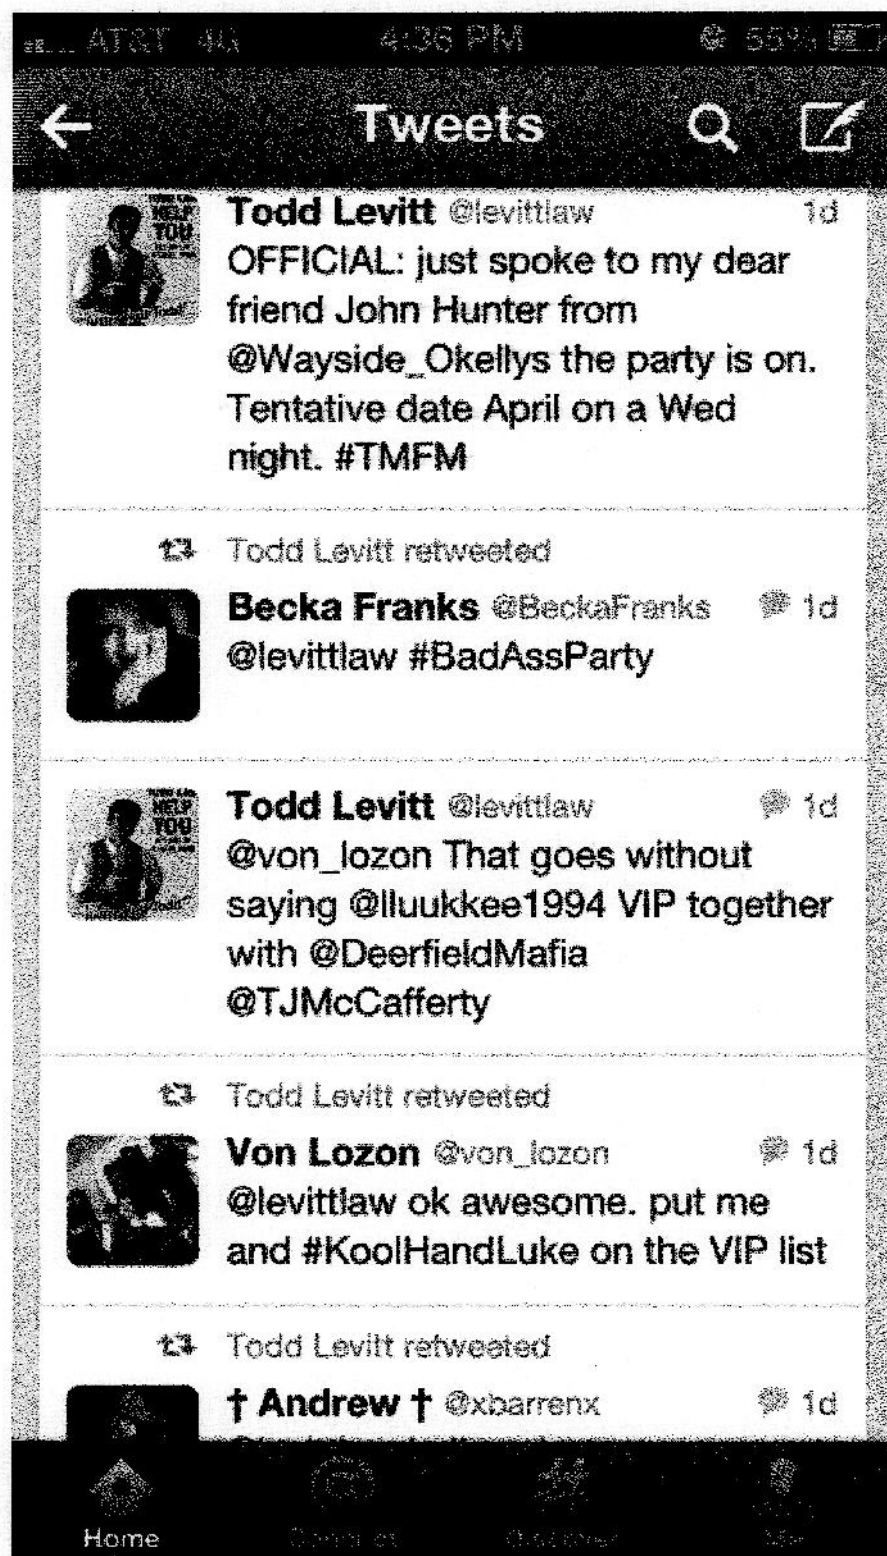 AT&T 4G 4:36 PM 55%
Tweets
Todd Levitt @levittlaw 1d
OFFICIAL: just spoke to my dear
friend John Hunter from
@Wayside_Okellys the party is on.
Tentative date April on a Wed
night. #TMFM
HELP
YOU
Todd Levitt retweeted
Becka Franks @BeckaFranks 1d
@levittlaw #BadAssParty
Todd Levitt @levittlaw 1d
@von_lozon That goes without
saying @lluukkee1994 VIP together
with @DeerfieldMafia
@TJMcCafferty
HELP
YOU
Todd Levitt retweeted
Von Lozon @von_lozon 1d
@levittlaw ok awesome. put me
and #KoolHandLuke on the VIP list
Todd Levitt retweeted
† Andrew † @xbarrenx 1d
Home